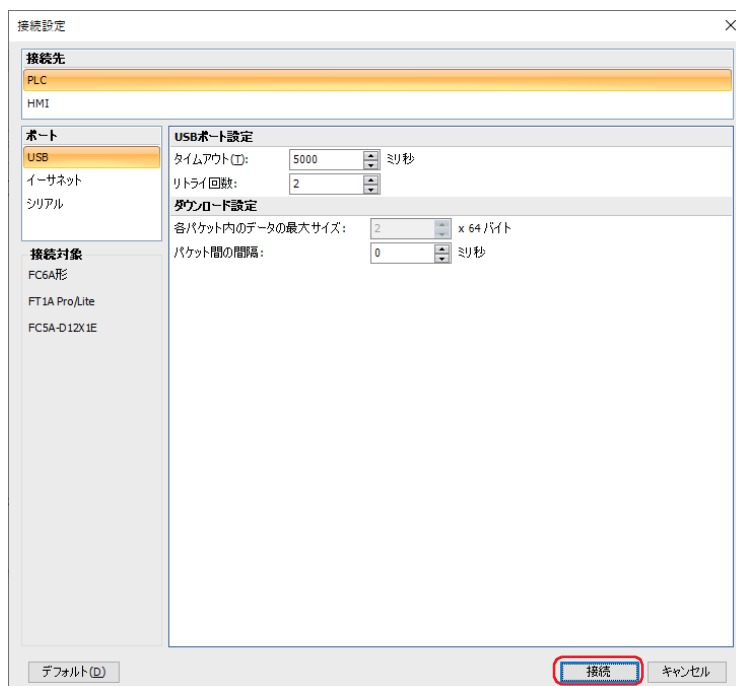 接続設定
接続先
PLC
HMI
ポート
USB
イーサネット
シリアル
接続対象
FC6A形
FT1A Pro/Lite
FC5A-D12X1E
USBポート設定
タイムアウト(T): 5000 ミリ秒
リトライ回数: 2
ダウンロード設定
各パケット内のデータの最大サイズ: 2 x 64 バイト
パケット間の間隔: 0 ミリ秒
デフォルト(D) 接続 キャンセル